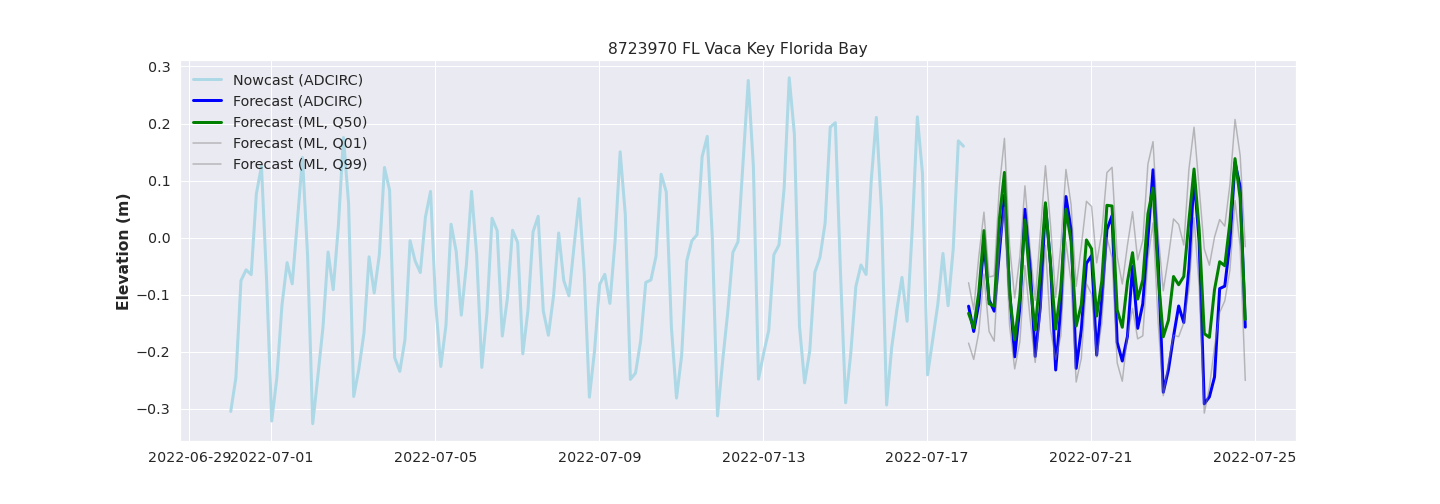 8723970 FL Vaca Key Florida Bay
Elevation (m)
0.3
0.2
0.1
0.0
−0.1
−0.2
−0.3
Nowcast (ADCIRC)
Forecast (ADCIRC)
Forecast (ML, Q50)
Forecast (ML, Q01)
Forecast (ML, Q99)
2022-06-29 2022-07-01 2022-07-05 2022-07-09 2022-07-13 2022-07-17 2022-07-21 2022-07-25